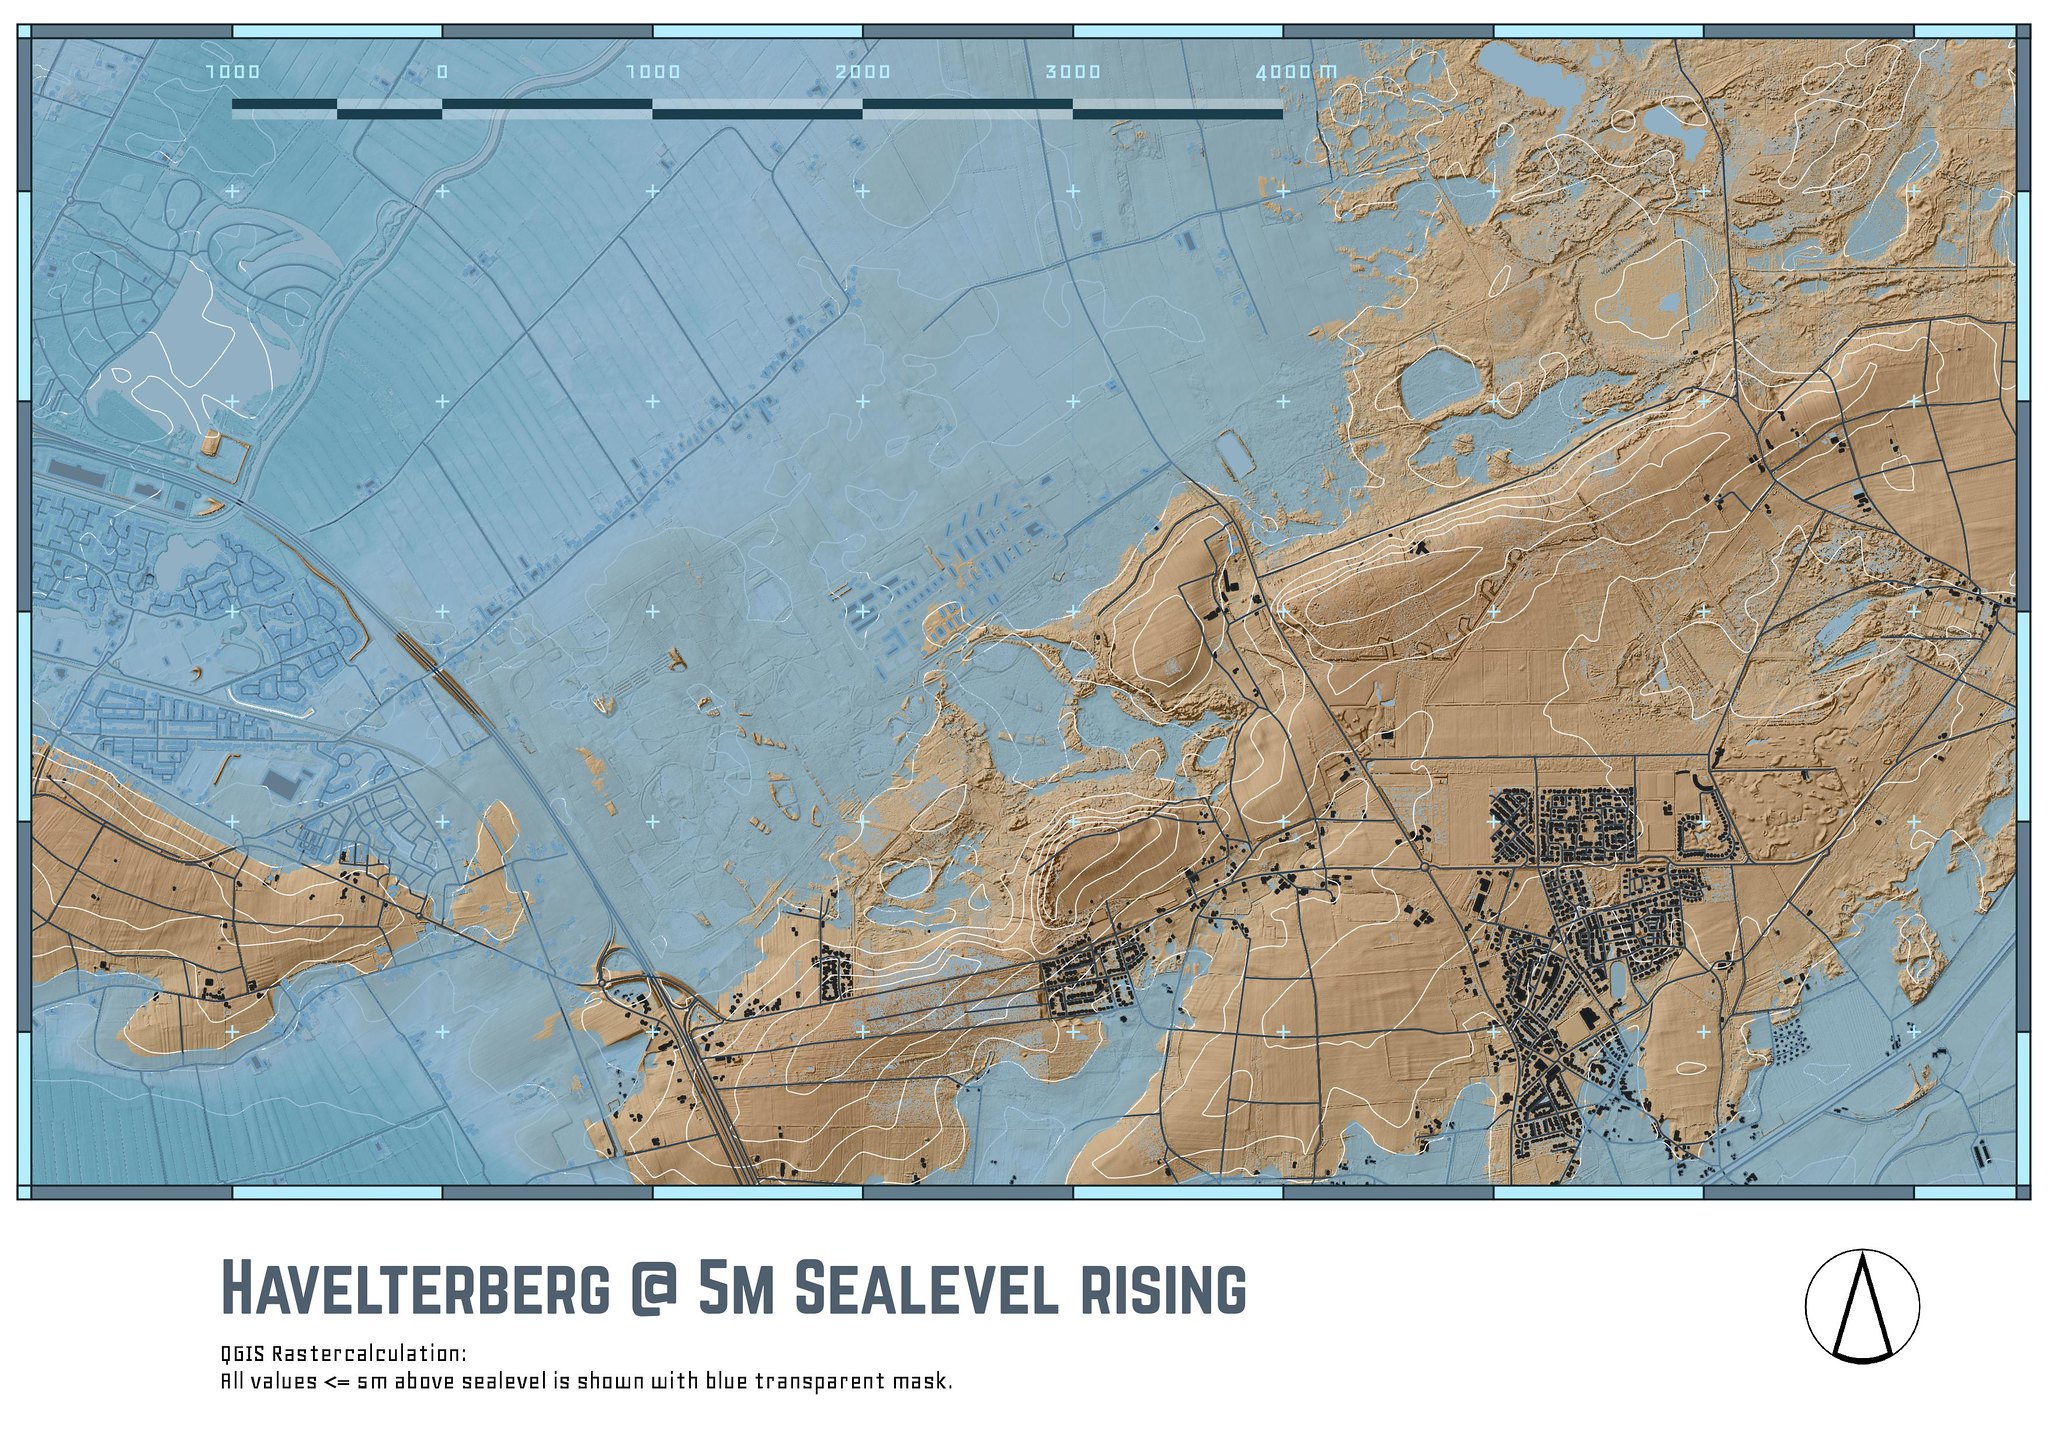 1000 0 1000 2000 3000 4000 m
Havelterberg @ 5m Sealevel rising
QGIS Rastercalculation:
All values <= 5m above sealevel is shown with blue transparent mask.